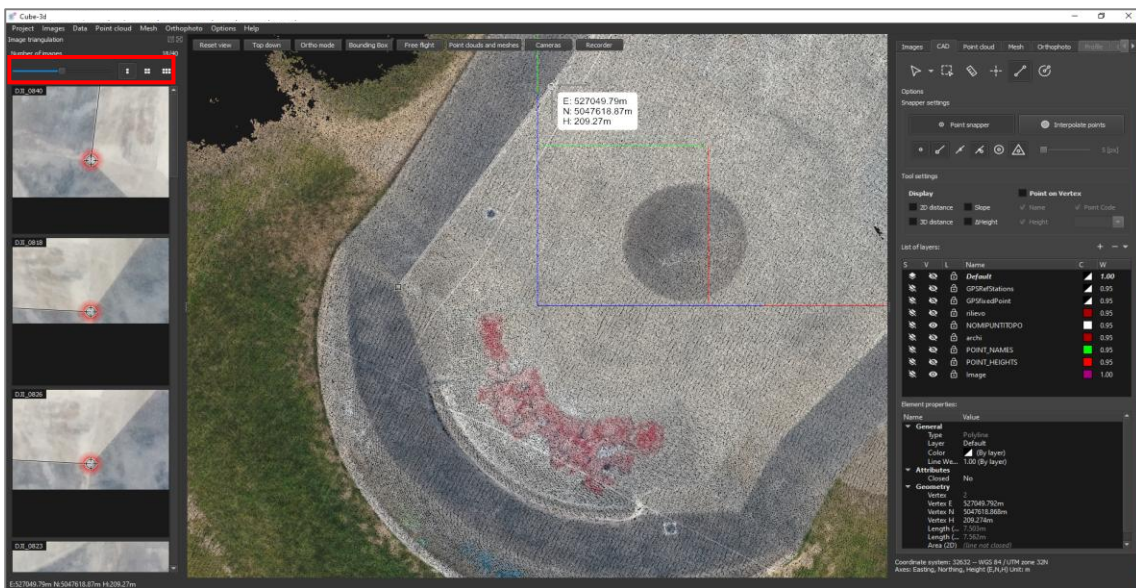 Cube-3d
Project Images Data Point cloud Mesh Orthophoto Options Help
Image triangulation
Number of images 18/40
DJI_0840
DJI_0818
DJI_0826
DJI_0823
Reset view Top down Ortho mode Bounding Box Free flight Point clouds and meshes Cameras Recorder
E: 527049.79m
N: 5047618.87m
H: 209.27m
Images CAD Point cloud Mesh Orthophoto Profile
Options
Snapper settings
Point snapper Interpolate points
5 [px]
Tool settings
Display Point on Vertex
2D distance Slope Name Point Code
3D distance ΔHeight Height
List of layers:
S V L Name C W
Default 1.00
GPSRefStations 0.95
GPSfixedPoint 0.95
rilievo 0.95
NOMIPUNTITOPO 0.95
archi 0.95
POINT_NAMES 0.95
POINT_HEIGHTS 0.95
Image 1.00
Element properties:
Name Value
General
Type Polyline
Layer Default
Color (By layer)
Line We... 1.00 (By layer)
Attributes
Closed No
Geometry
Vertex 2
Vertex E 527049.792m
Vertex N 5047618.868m
Vertex H 209.274m
Length (... 7.503m
Length (... 7.562m
Area (2D) (line not closed)
Coordinate system: 32632 -- WGS 84 / UTM zone 32N
Axes: Easting, Northing, Height (E,N,H) Unit: m
E:527049.79m N:5047618.87m H:209.27m